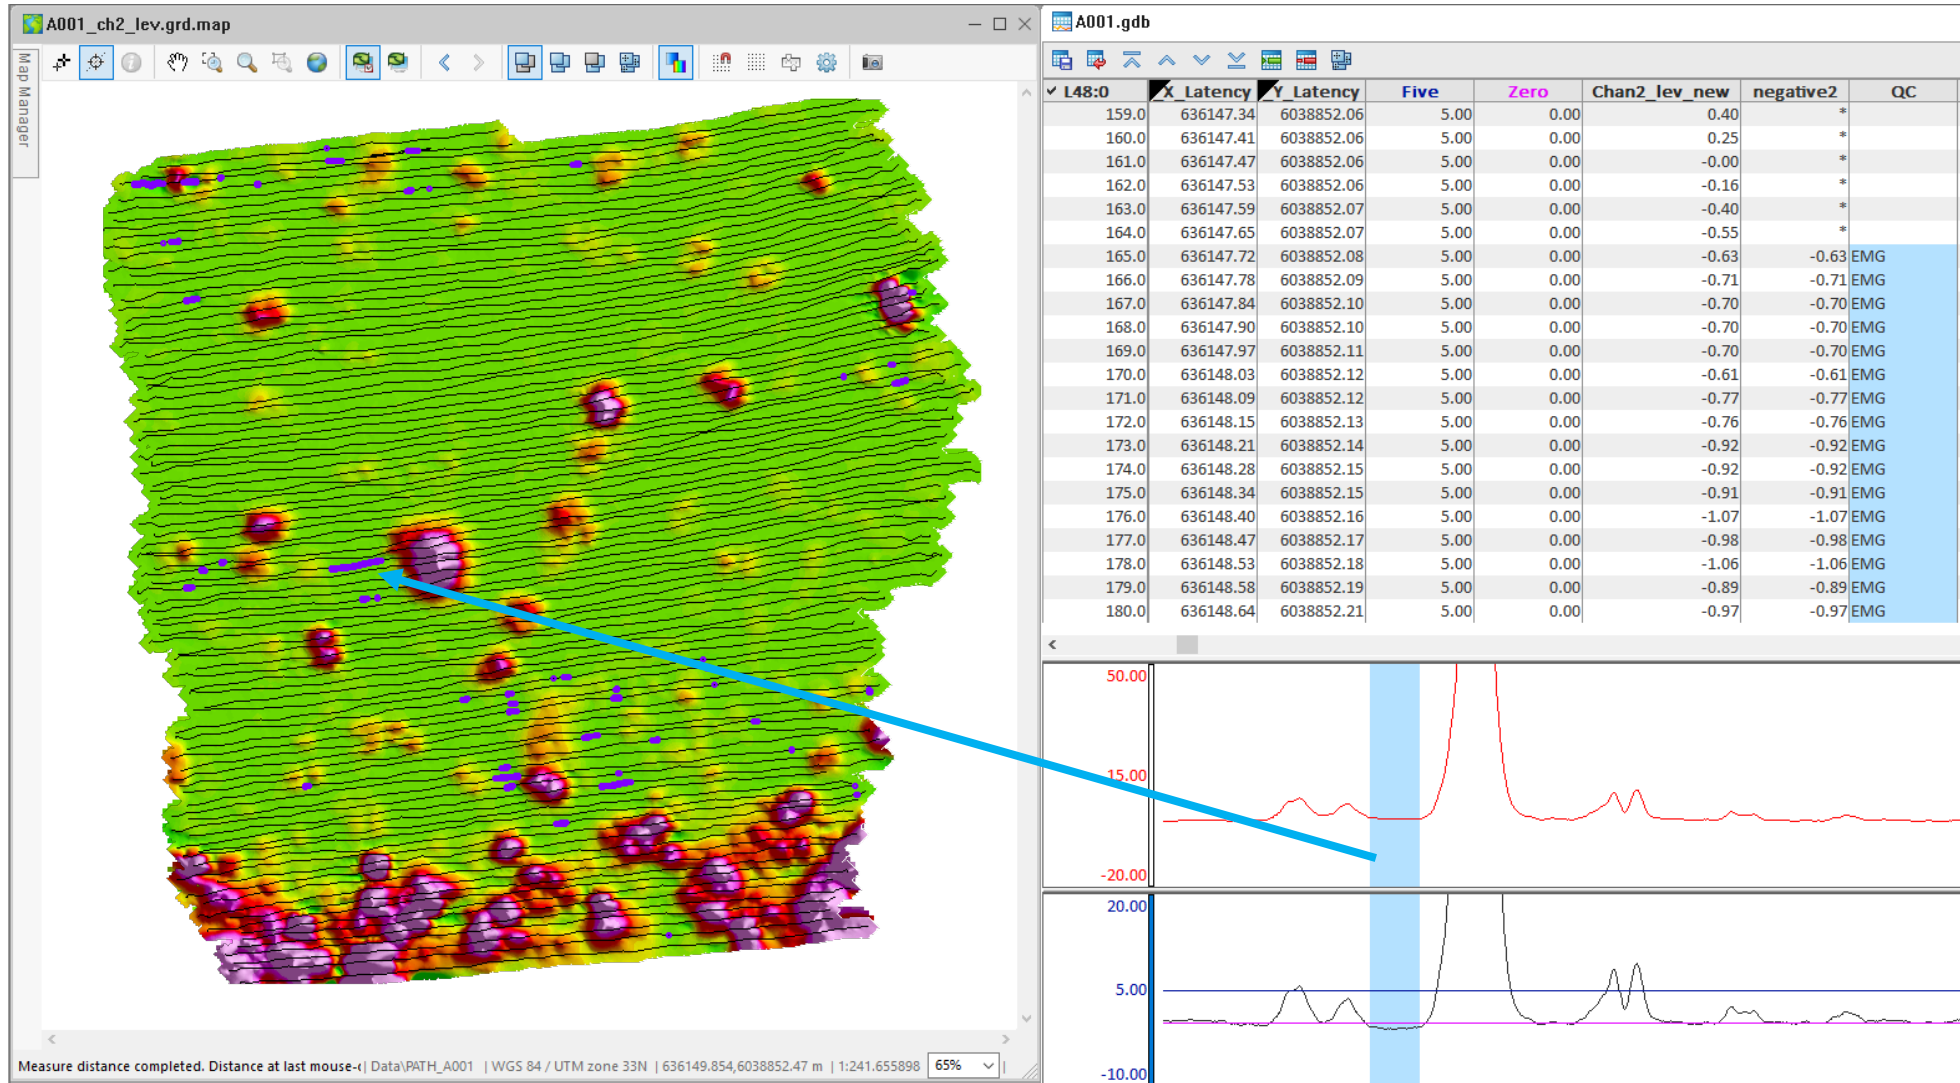 A001_ch2_lev.grd.map
A001.gdb
Map Manager
L48:0 X_Latency Y_Latency Five Zero Chan2_lev_new negative2 QC
159.0 636147.34 6038852.06 5.00 0.00 0.40 *
160.0 636147.41 6038852.06 5.00 0.00 0.25 *
161.0 636147.47 6038852.06 5.00 0.00 -0.00 *
162.0 636147.53 6038852.06 5.00 0.00 -0.16 *
163.0 636147.59 6038852.07 5.00 0.00 -0.40 *
164.0 636147.65 6038852.07 5.00 0.00 -0.55 *
165.0 636147.72 6038852.08 5.00 0.00 -0.63 -0.63 EMG
166.0 636147.78 6038852.09 5.00 0.00 -0.71 -0.71 EMG
167.0 636147.84 6038852.10 5.00 0.00 -0.70 -0.70 EMG
168.0 636147.90 6038852.10 5.00 0.00 -0.70 -0.70 EMG
169.0 636147.97 6038852.11 5.00 0.00 -0.70 -0.70 EMG
170.0 636148.03 6038852.12 5.00 0.00 -0.61 -0.61 EMG
171.0 636148.09 6038852.12 5.00 0.00 -0.77 -0.77 EMG
172.0 636148.15 6038852.13 5.00 0.00 -0.76 -0.76 EMG
173.0 636148.21 6038852.14 5.00 0.00 -0.92 -0.92 EMG
174.0 636148.28 6038852.15 5.00 0.00 -0.92 -0.92 EMG
175.0 636148.34 6038852.15 5.00 0.00 -0.91 -0.91 EMG
176.0 636148.40 6038852.16 5.00 0.00 -1.07 -1.07 EMG
177.0 636148.47 6038852.17 5.00 0.00 -0.98 -0.98 EMG
178.0 636148.53 6038852.18 5.00 0.00 -1.06 -1.06 EMG
179.0 636148.58 6038852.19 5.00 0.00 -0.89 -0.89 EMG
180.0 636148.64 6038852.21 5.00 0.00 -0.97 -0.97 EMG
50.00
15.00
-20.00
20.00
5.00
-10.00
Measure distance completed. Distance at last mouse-c | Data\PATH_A001 | WGS 84 / UTM zone 33N | 636149.854,6038852.47 m | 1:241.655898 65%